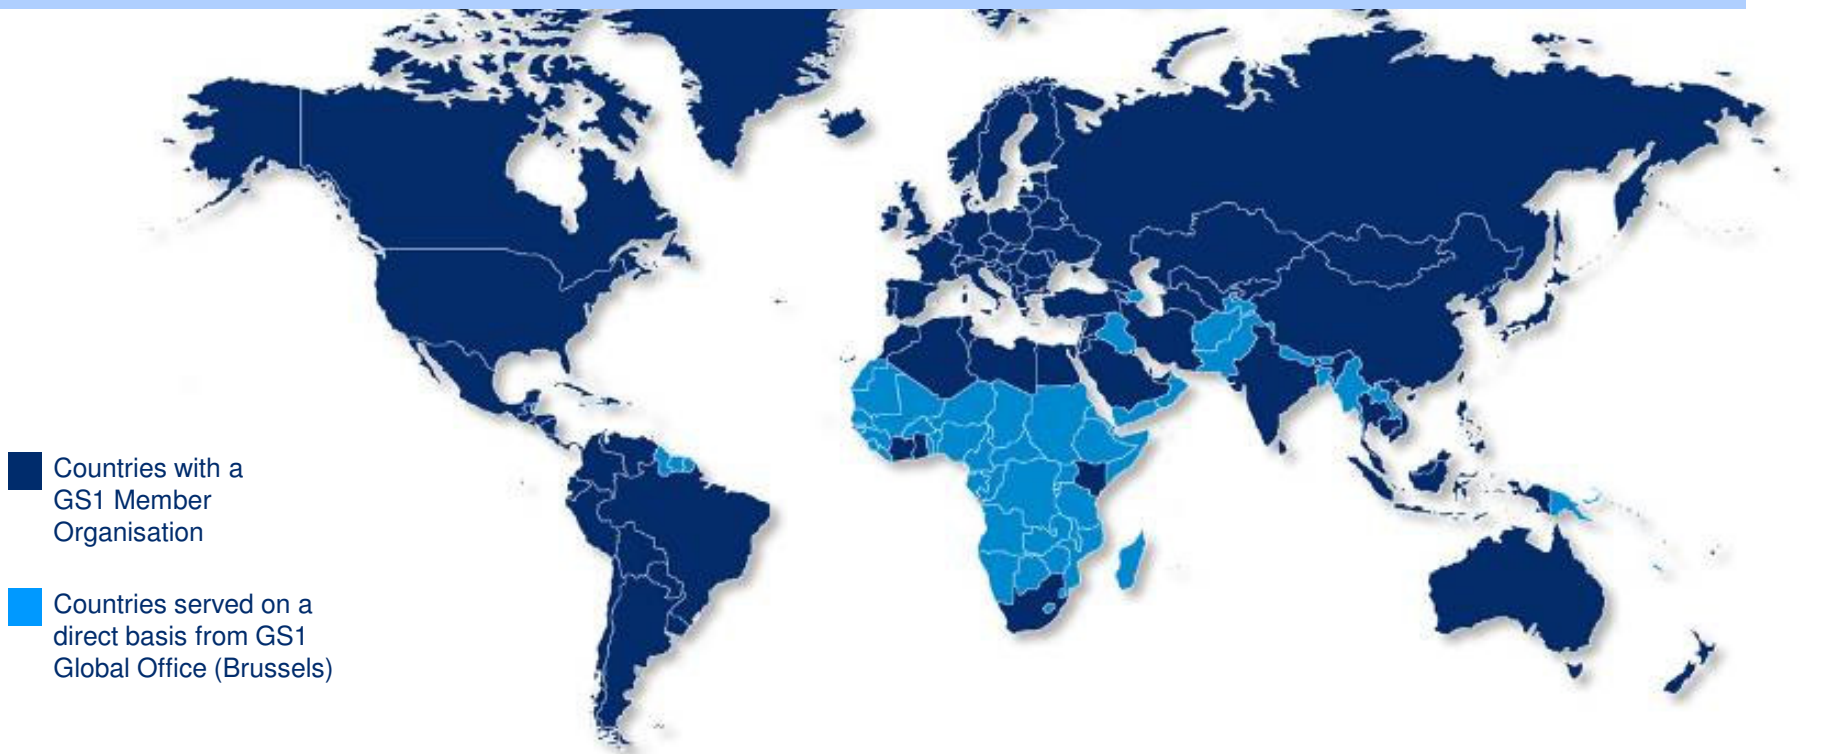 Countries with a
GS1 Member
Organisation
Countries served on a
direct basis from GS1
Global Office (Brussels)